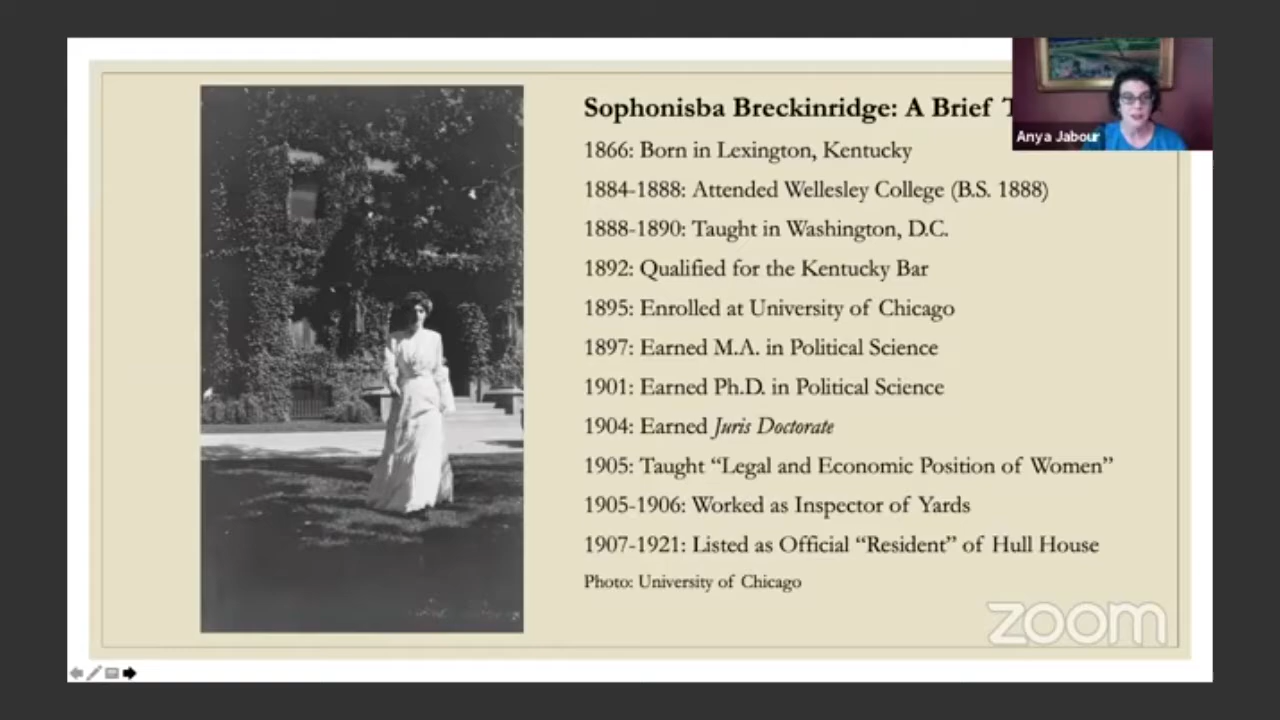 Sophonisba Breckinridge: A Brief
Anya Jabour
1866: Born in Lexington, Kentucky
1884-1888: Attended Wellesley College (B.S. 1888)
1888-1890: Taught in Washington, D.C.
1892: Qualified for the Kentucky Bar
1895: Enrolled at University of Chicago
1897: Earned M.A. in Political Science
1901: Earned Ph.D. in Political Science
1904: Earned Juris Doctorate
1905: Taught “Legal and Economic Position of Women”
1905-1906: Worked as Inspector of Yards
1907-1921: Listed as Official “Resident” of Hull House
Photo: University of Chicago
zoom